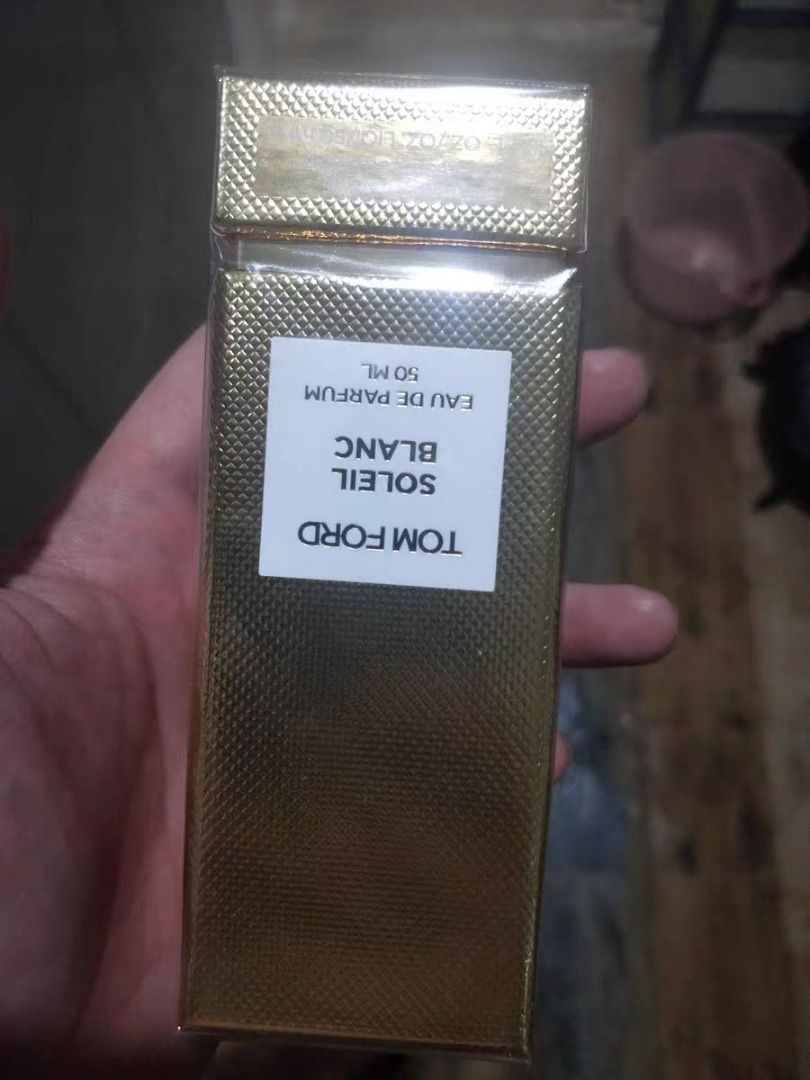 TOM FORD
SOLEIL
BLANC
EAU DE PARFUM
50 ML